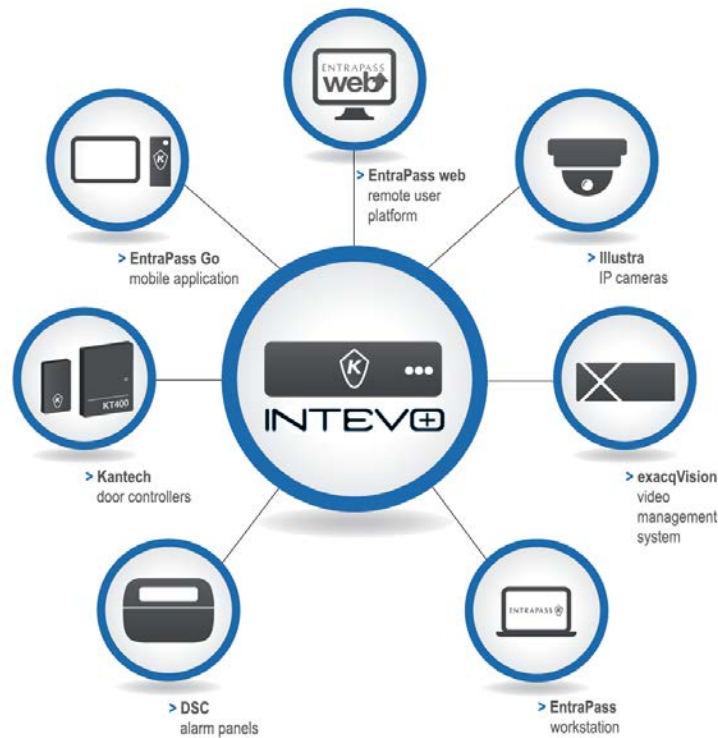 ENTRAPASS
web
> EntraPass web
remote user
platform
K
> EntraPass Go
mobile application
> Illustra
IP cameras
K
KT400
> Kantech
door controllers
K
INTEVO+
> exacqVision
video
management
system
> DSC
alarm panels
ENTRAPASS K
> EntraPass
workstation